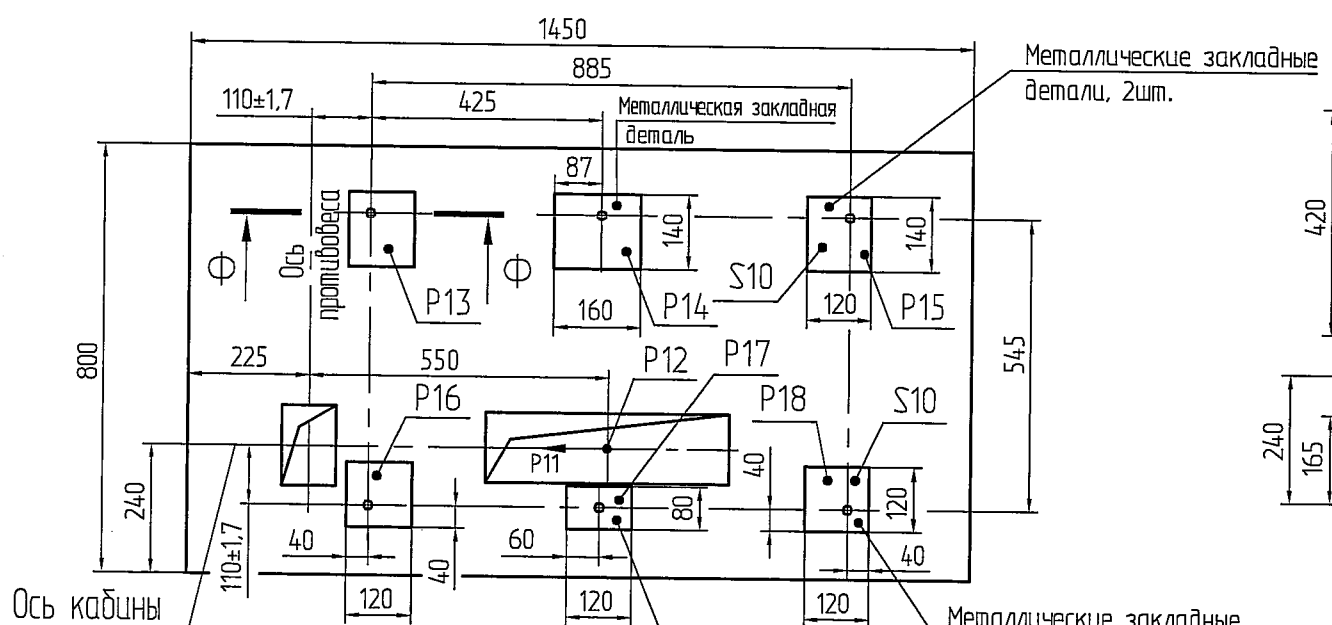 1450
885
Металлические закладные
детали, 2шт.
110±1,7
425
Металлическая закладная
деталь
87
Ось
противовеса
Ф
Ф
140
140
420
P13
P14
S10
P15
160
120
800
225
550
P12
P17
545
P16
P18
S10
P11
240
240
165
40
80
120
110±1,7
40
40
60
40
120
120
120
Ось кабины
Металлические закладные